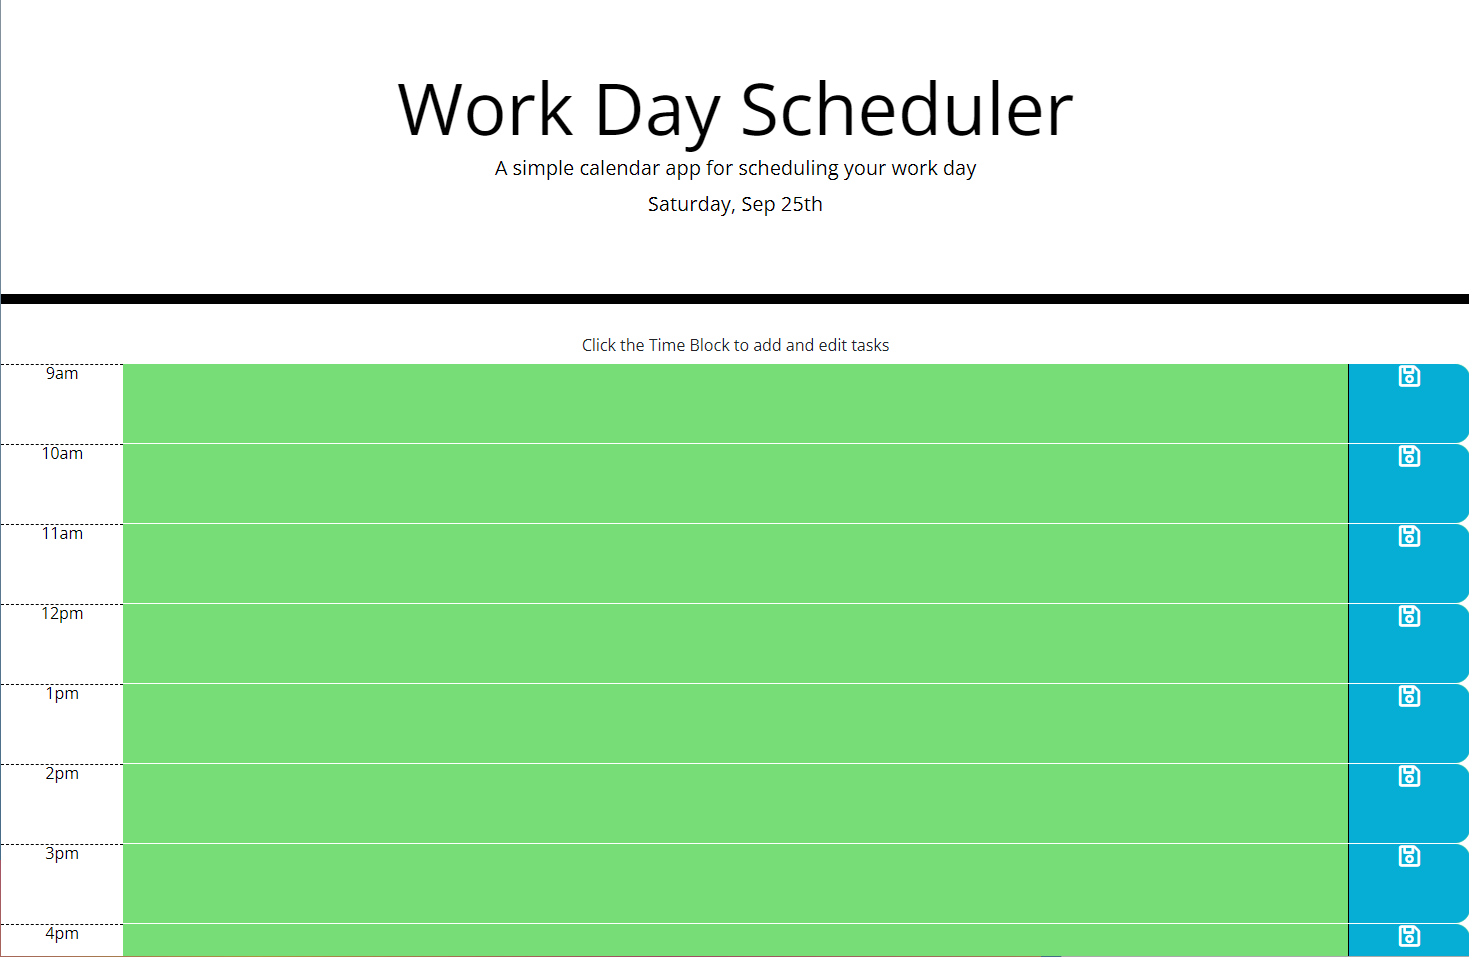 Work Day Scheduler
A simple calendar app for scheduling your work day
Saturday, Sep 25th
Click the Time Block to add and edit tasks
9am
10am
11am
12pm
1pm
2pm
3pm
4pm